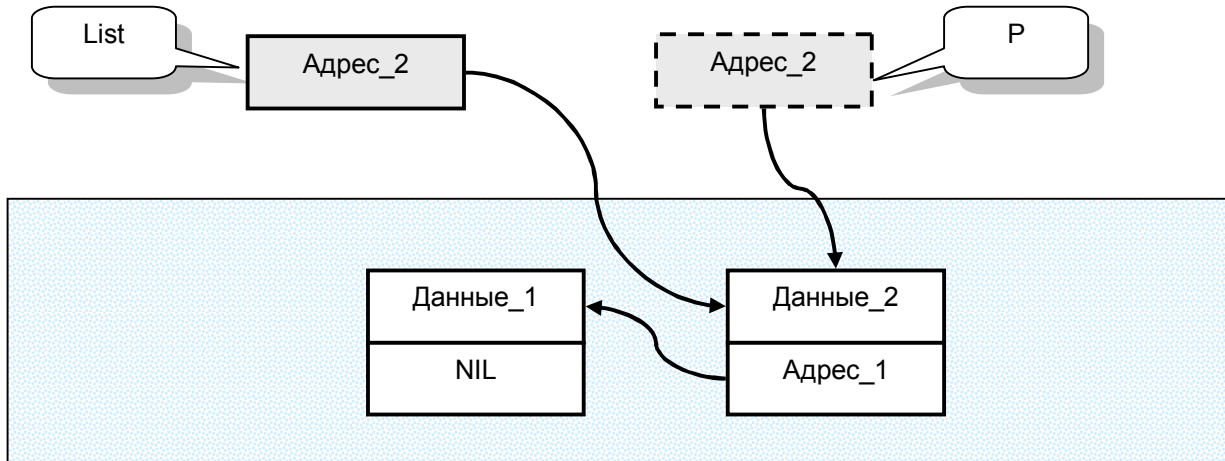 List
Адрес_2
Адрес_2
P
Данные_1
Данные_2
NIL
Адрес_1